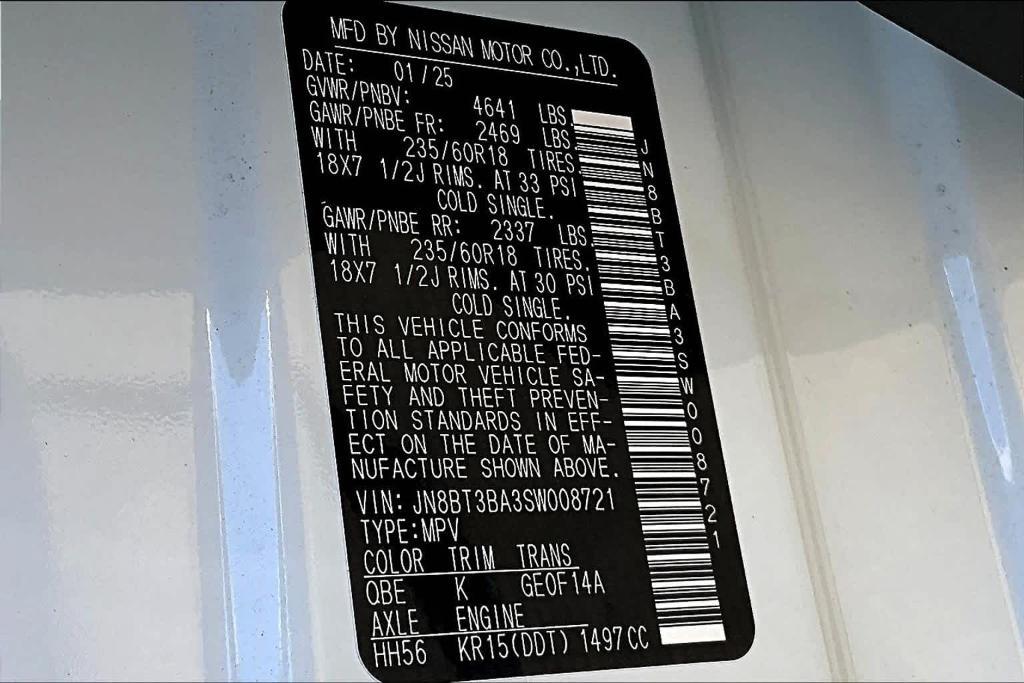 MFD BY NISSAN MOTOR CO.,LTD.
DATE: 01/25
GVWR/PNBV: 4641 LBS
GAWR/PNBE FR: 2469 LBS
WITH 235/60R18 TIRES.
18X7 1/2J RIMS. AT 33 PSI
COLD SINGLE.
GAWR/PNBE RR: 2337 LBS.
WITH 235/60R18 TIRES.
18X7 1/2J RIMS. AT 30 PSI
COLD SINGLE.
THIS VEHICLE CONFORMS
TO ALL APPLICABLE FED-
ERAL MOTOR VEHICLE SA-
FETY AND THEFT PREVEN-
TION STANDARDS IN EFF-
ECT ON THE DATE OF MA-
NUFACTURE SHOWN ABOVE.
VIN: JN8BT3BA3SW008721
TYPE:MPV
COLOR TRIM TRANS
QBE K GEOF14A
AXLE ENGINE
HH56 KR15(DDT) 1497CC
JN8BT3BA3SW008721